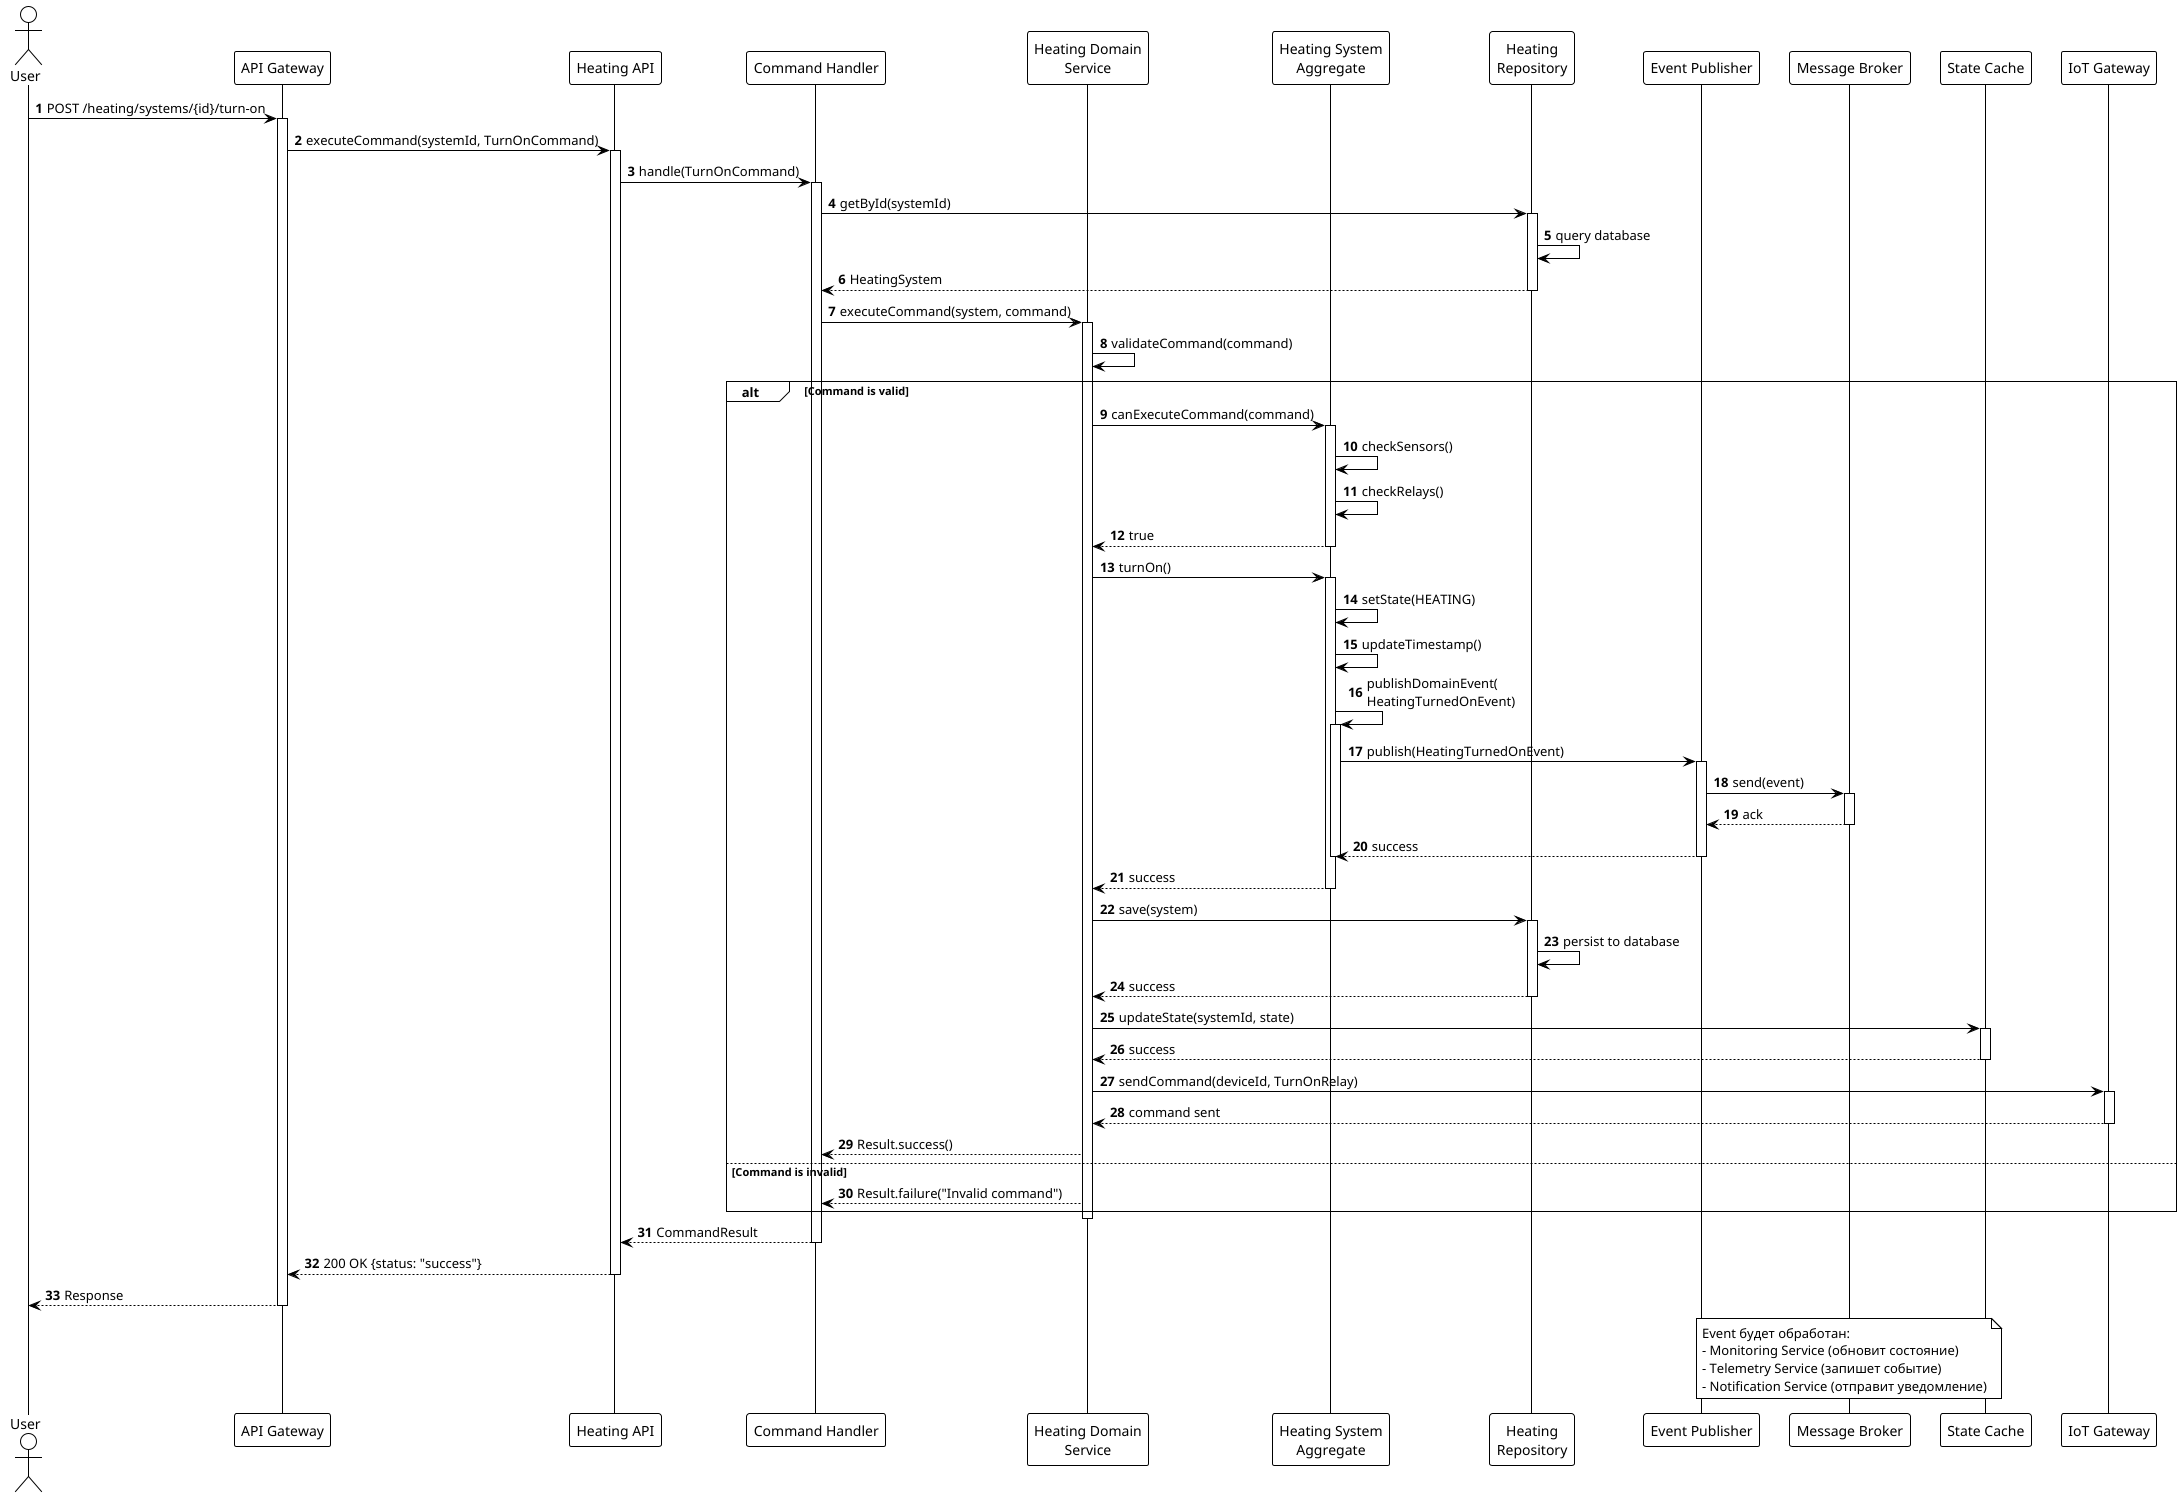 User
API Gateway
Heating API
Command Handler
Heating Domain
Service
Heating System
Aggregate
Heating
Repository
Event Publisher
Message Broker
State Cache
IoT Gateway
1 POST /heating/systems/{id}/turn-on
2 executeCommand(systemId, TurnOnCommand)
3 handle(TurnOnCommand)
4 getById(systemId)
5 query database
6 HeatingSystem
7 executeCommand(system, command)
8 validateCommand(command)
alt [Command is valid]
9 canExecuteCommand(command)
10 checkSensors()
11 checkRelays()
12 true
13 turnOn()
14 setState(HEATING)
15 updateTimestamp()
16 publishDomainEvent(
HeatingTurnedOnEvent)
17 publish(HeatingTurnedOnEvent)
18 send(event)
19 ack
20 success
21 success
22 save(system)
23 persist to database
24 success
25 updateState(systemId, state)
26 success
27 sendCommand(deviceId, TurnOnRelay)
28 command sent
29 Result.success()
[Command is invalid]
30 Result.failure("Invalid command")
31 CommandResult
32 200 OK {status: "success"}
33 Response
Event будет обработан:
- Monitoring Service (обновит состояние)
- Telemetry Service (запишет событие)
- Notification Service (отправит уведомление)
User
API Gateway
Heating API
Command Handler
Heating Domain
Service
Heating System
Aggregate
Heating
Repository
Event Publisher
Message Broker
State Cache
IoT Gateway